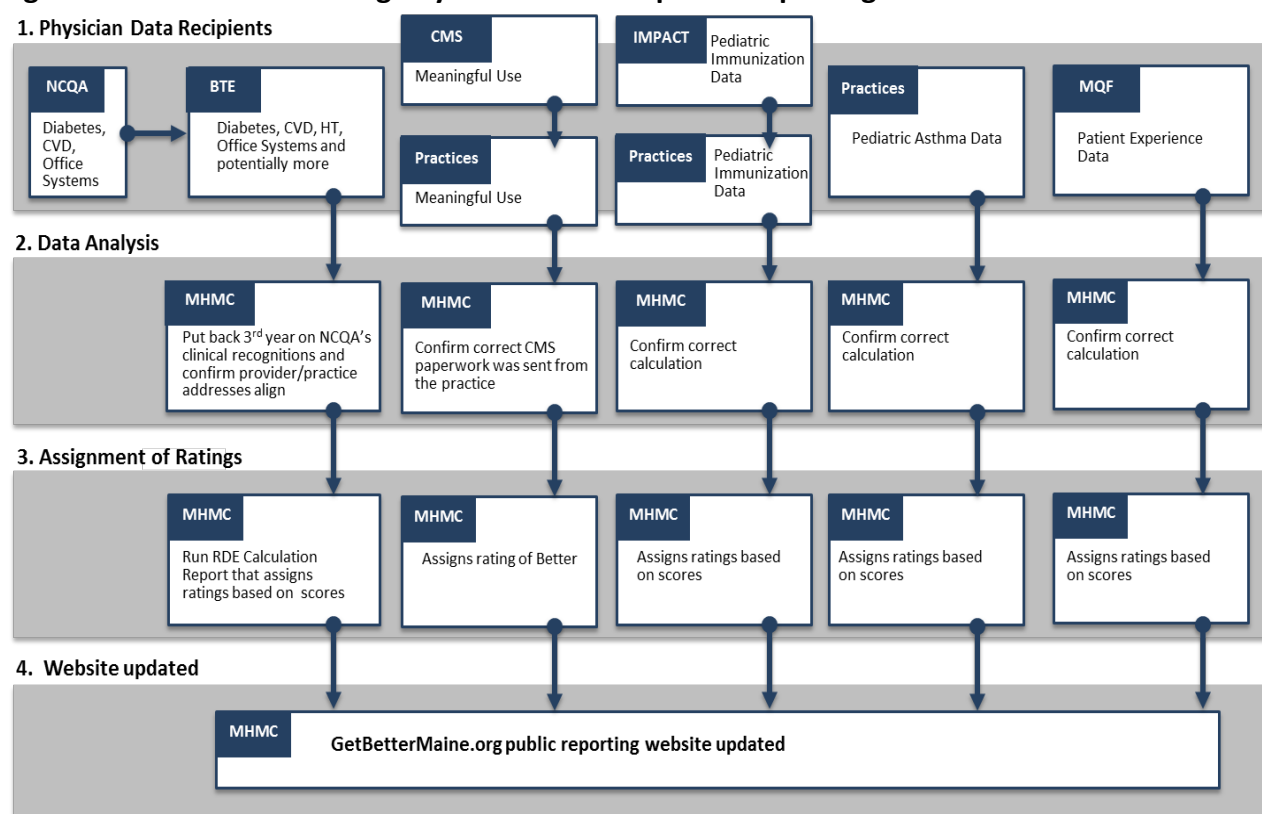 1. Physician Data Recipients
NCQA
Diabetes,
CVD,
Office
Systems
BTE
Diabetes, CVD, HT,
Office Systems and
potentially more
CMS
Meaningful Use
Practices
Meaningful Use
IMPACT
Pediatric
Immunization
Data
Practices
Pediatric
Immunization
Data
Practices
Pediatric Asthma Data
MQF
Patient Experience
Data
2. Data Analysis
MHMC
Put back 3rd year on NCQA’s
clinical recognitions and
confirm provider/practice
addresses align
MHMC
Confirm correct CMS
paperwork was sent from
the practice
MHMC
Confirm correct
calculation
MHMC
Confirm correct
calculation
MHMC
Confirm correct
calculation
3. Assignment of Ratings
MHMC
Run RDE Calculation
Report that assigns
ratings based on scores
MHMC
Assigns rating of Better
MHMC
Assigns ratings based
on scores
MHMC
Assigns ratings based
on scores
MHMC
Assigns ratings based
on scores
4. Website updated
MHMC
GetBetterMaine.org public reporting website updated